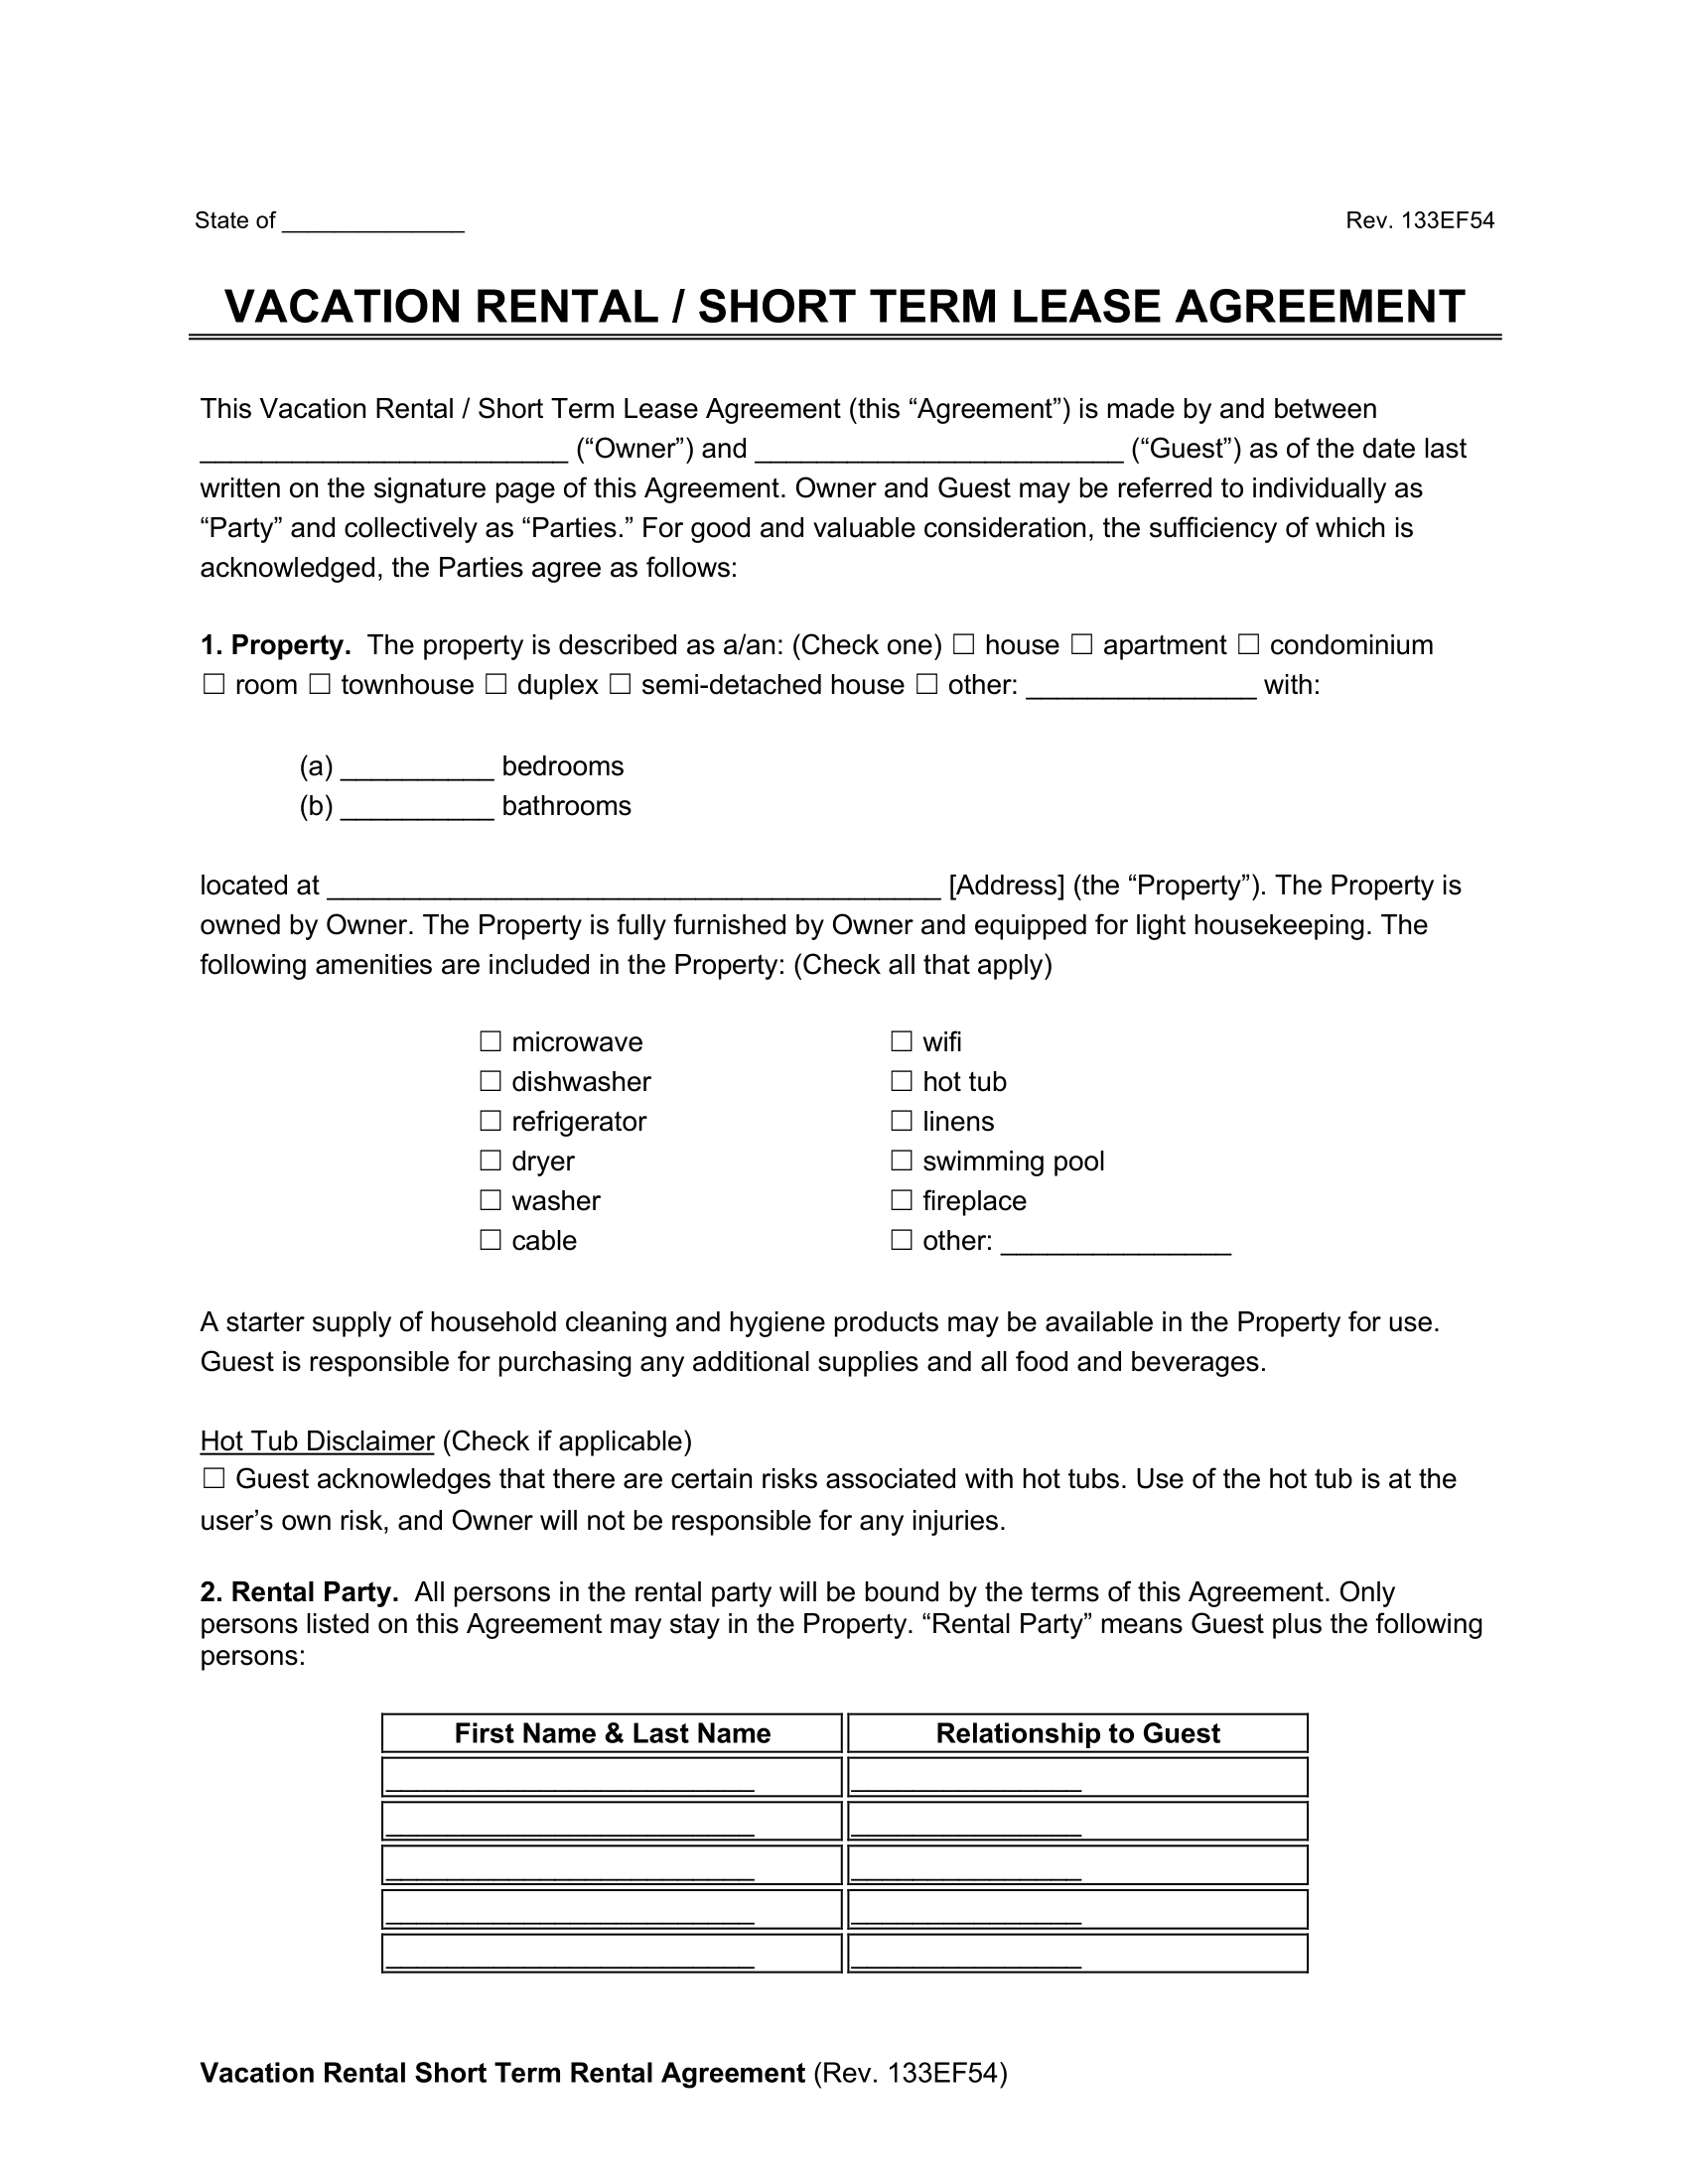 State of ______________ Rev. 133EF54
VACATION RENTAL / SHORT TERM LEASE AGREEMENT
This Vacation Rental / Short Term Lease Agreement (this “Agreement”) is made by and between
________________________ (“Owner”) and ________________________ (“Guest”) as of the date last
written on the signature page of this Agreement. Owner and Guest may be referred to individually as
“Party” and collectively as “Parties.” For good and valuable consideration, the sufficiency of which is
acknowledged, the Parties agree as follows:
1. Property. The property is described as a/an: (Check one) ☐ house ☐ apartment ☐ condominium
☐ room ☐ townhouse ☐ duplex ☐ semi-detached house ☐ other: _______________ with:
(a) __________ bedrooms
(b) __________ bathrooms
located at ________________________________________ [Address] (the “Property”). The Property is
owned by Owner. The Property is fully furnished by Owner and equipped for light housekeeping. The
following amenities are included in the Property: (Check all that apply)
☐ microwave ☐ wifi
☐ dishwasher ☐ hot tub
☐ refrigerator ☐ linens
☐ dryer ☐ swimming pool
☐ washer ☐ fireplace
☐ cable ☐ other: _______________
A starter supply of household cleaning and hygiene products may be available in the Property for use.
Guest is responsible for purchasing any additional supplies and all food and beverages.
Hot Tub Disclaimer (Check if applicable)
☐ Guest acknowledges that there are certain risks associated with hot tubs. Use of the hot tub is at the
user’s own risk, and Owner will not be responsible for any injuries.
2. Rental Party. All persons in the rental party will be bound by the terms of this Agreement. Only
persons listed on this Agreement may stay in the Property. “Rental Party” means Guest plus the following
persons:
First Name & Last Name Relationship to Guest
________________________ _______________
________________________ _______________
________________________ _______________
________________________ _______________
________________________ _______________
Vacation Rental Short Term Rental Agreement (Rev. 133EF54)